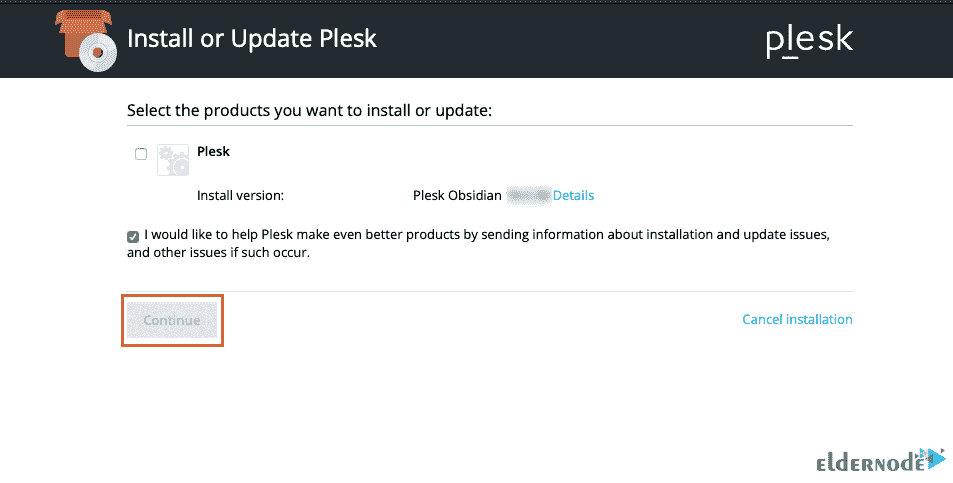 Install or Update Plesk
plesk
Select the products you want to install or update:
Plesk
Install version: Plesk Obsidian Details
I would like to help Plesk make even better products by sending information about installation and update issues,
and other issues if such occur.
Continue Cancel installation
ELDERNODE